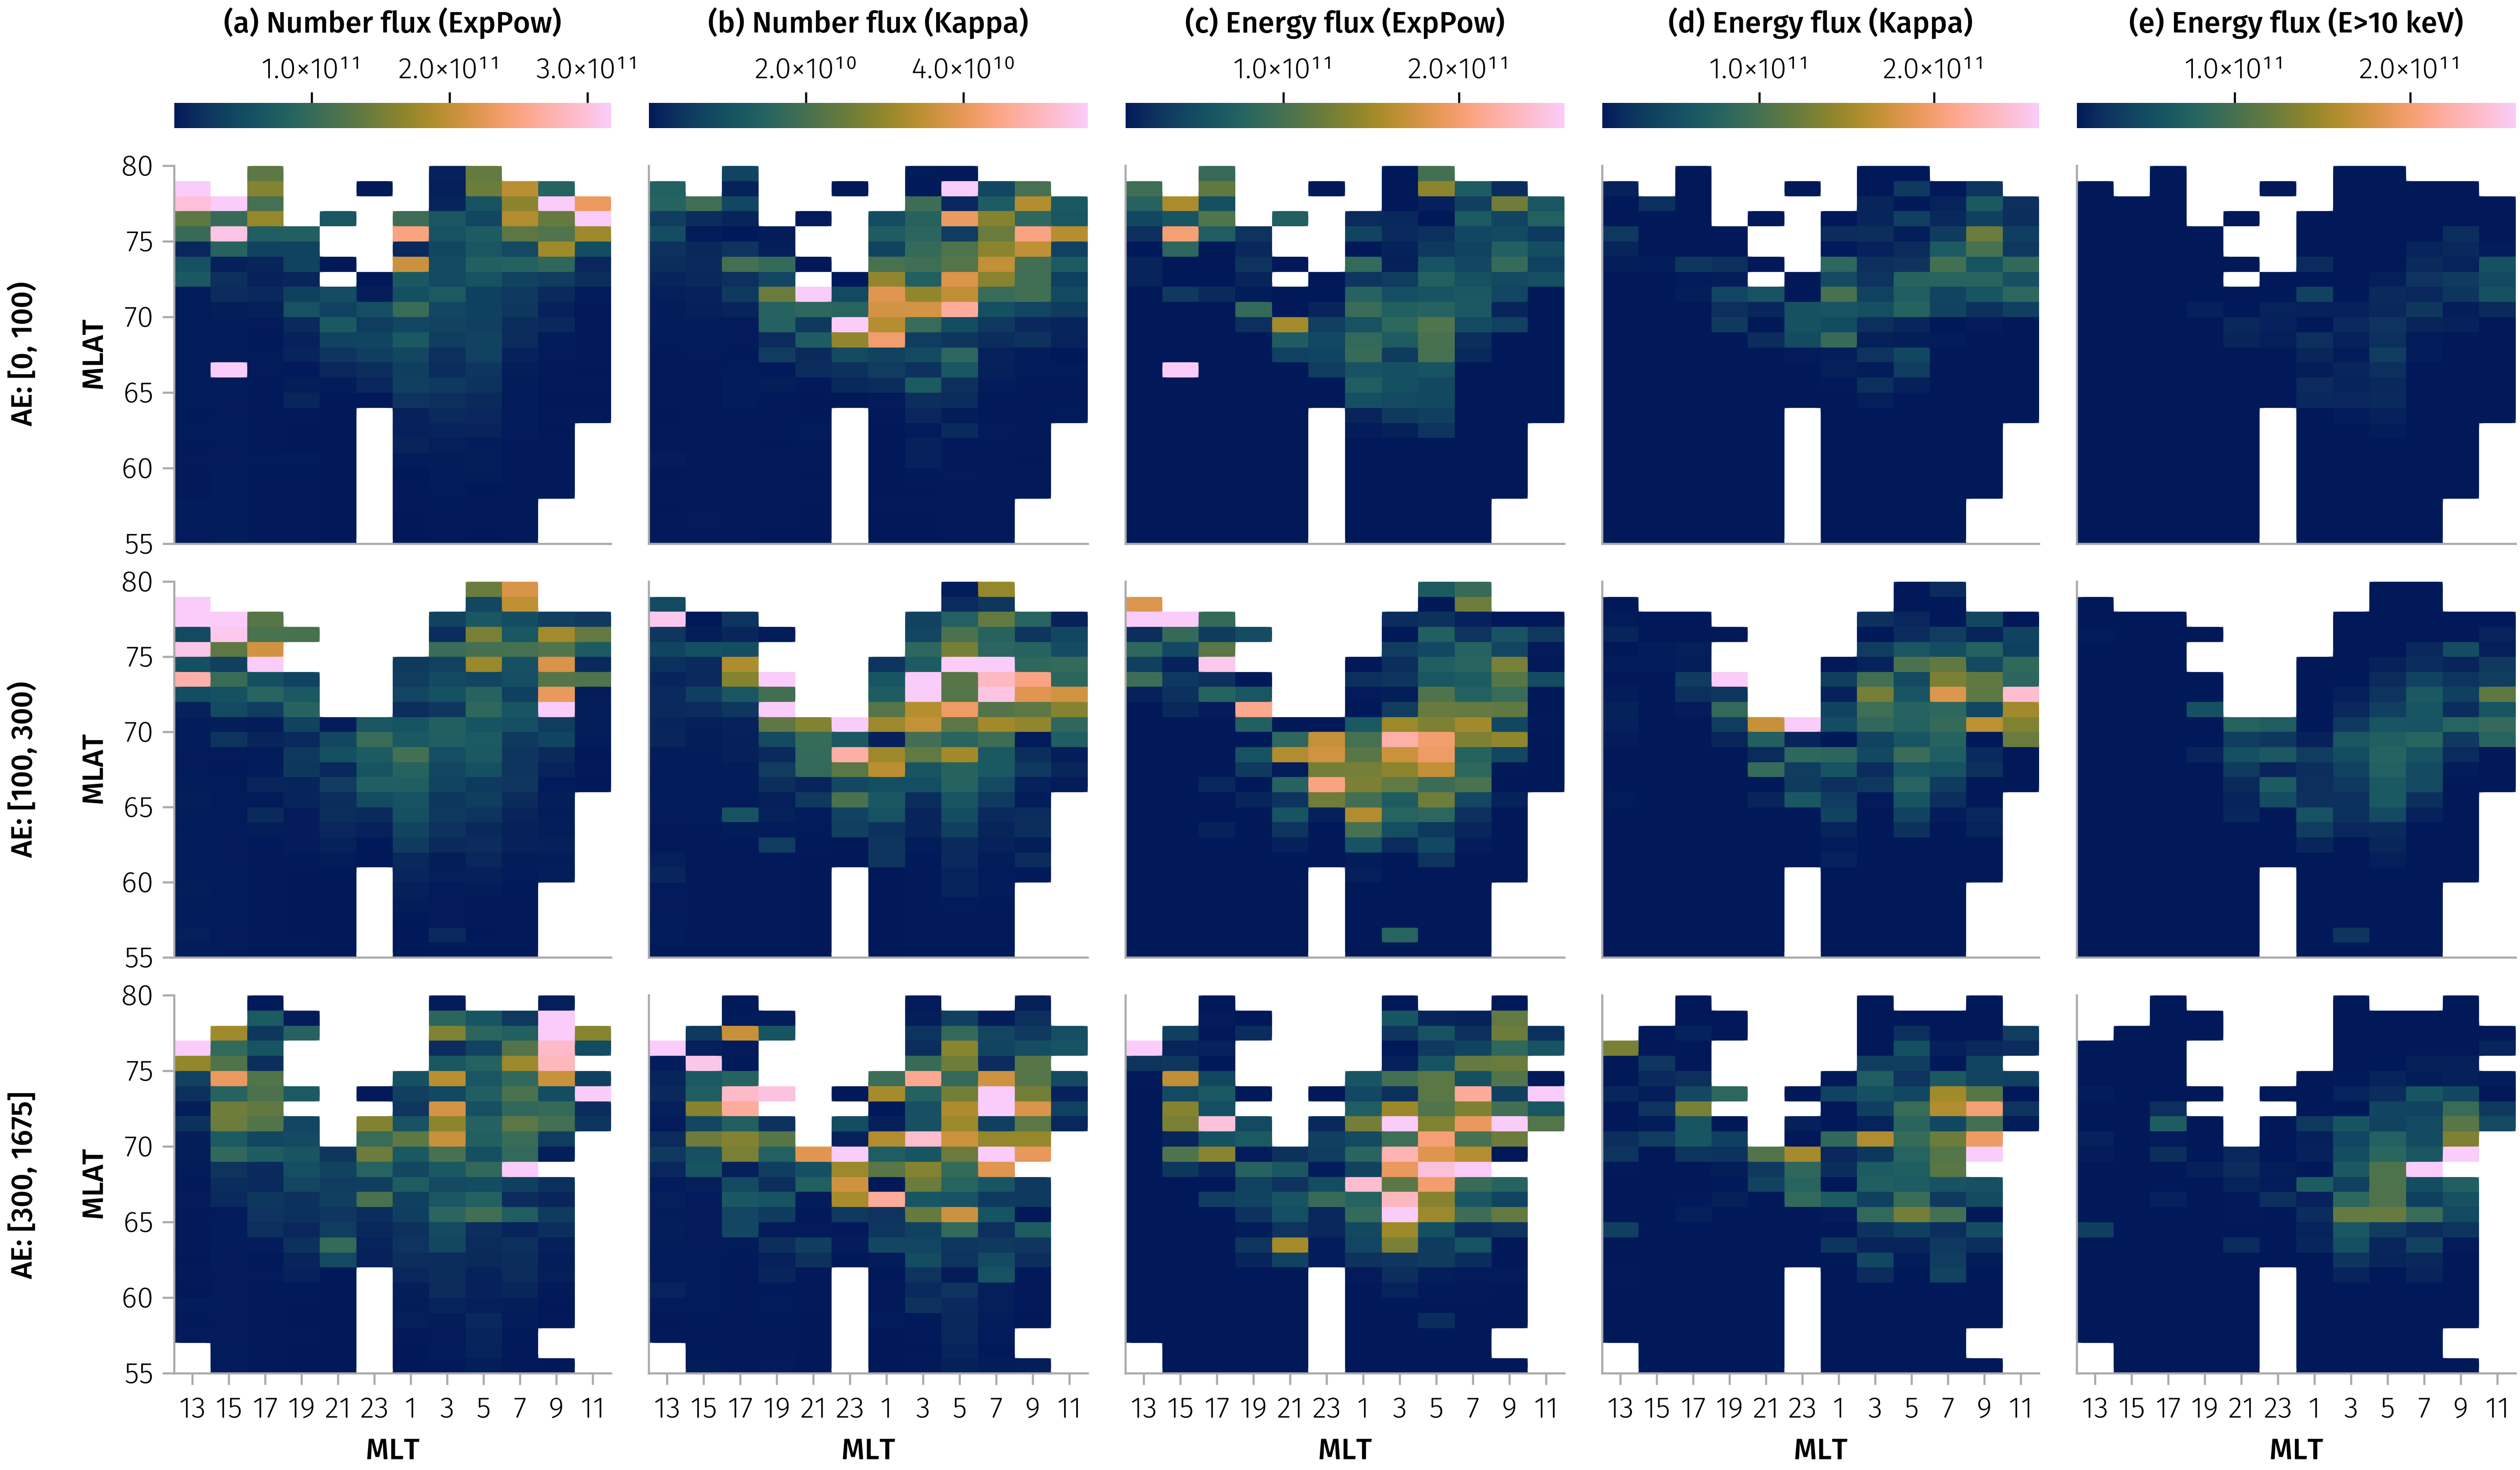 (a) Number flux (ExpPow) (b) Number flux (Kappa) (c) Energy flux (ExpPow) (d) Energy flux (Kappa) (e) Energy flux (E>10 keV)
1.0×10¹¹ 2.0×10¹¹ 3.0×10¹¹ 2.0×10¹⁰ 4.0×10¹⁰ 1.0×10¹¹ 2.0×10¹¹ 1.0×10¹¹ 2.0×10¹¹ 1.0×10¹¹ 2.0×10¹¹
AE: [0, 100)
MLAT
80
75
70
65
60
55
AE: [100, 300)
MLAT
80
75
70
65
60
55
AE: [300, 1675]
MLAT
80
75
70
65
60
55
13 15 17 19 21 23 1 3 5 7 9 11 13 15 17 19 21 23 1 3 5 7 9 11 13 15 17 19 21 23 1 3 5 7 9 11 13 15 17 19 21 23 1 3 5 7 9 11 13 15 17 19 21 23 1 3 5 7 9 11
MLT MLT MLT MLT MLT